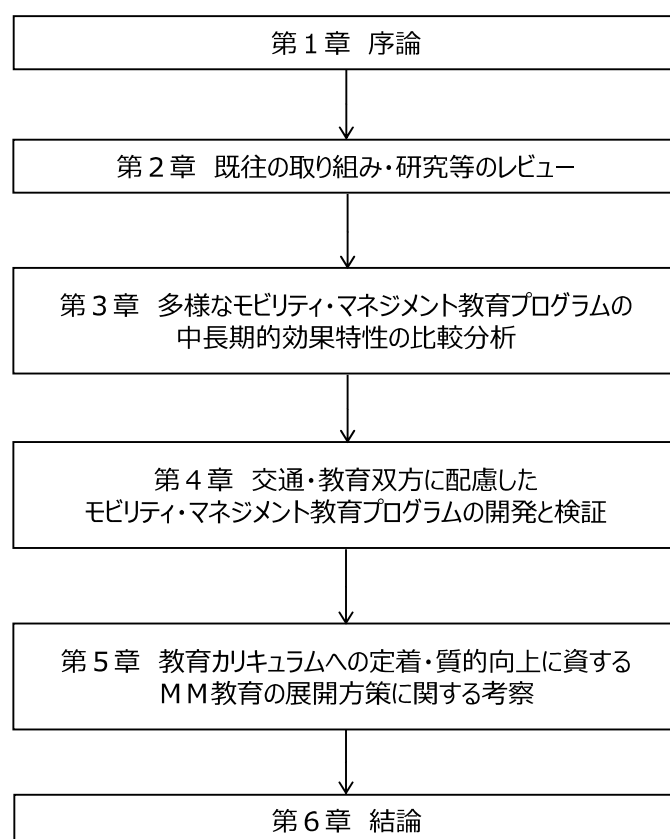 第１章 序論
第２章 既往の取り組み・研究等のレビュー
第３章 多様なモビリティ・マネジメント教育プログラムの
中長期的効果特性の比較分析
第４章 交通・教育双方に配慮した
モビリティ・マネジメント教育プログラムの開発と検証
第５章 教育カリキュラムへの定着・質的向上に資する
ＭＭ教育の展開方策に関する考察
第６章 結論